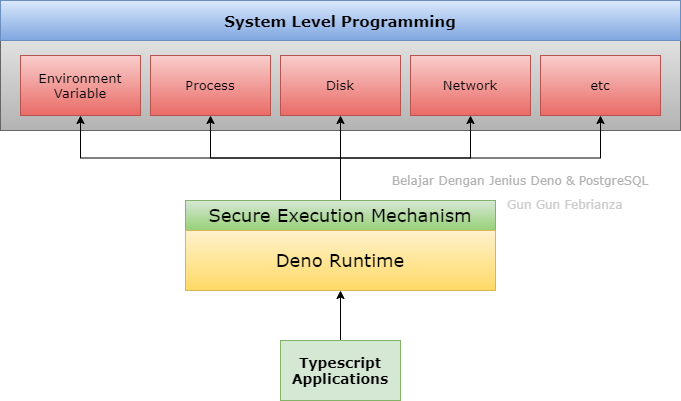 System Level Programming
Environment
Variable
Process
Disk
Network
etc
Belajar Dengan Jenius Deno & PostgreSQL
Gun Gun Febrianza
Secure Execution Mechanism
Deno Runtime
Typescript
Applications